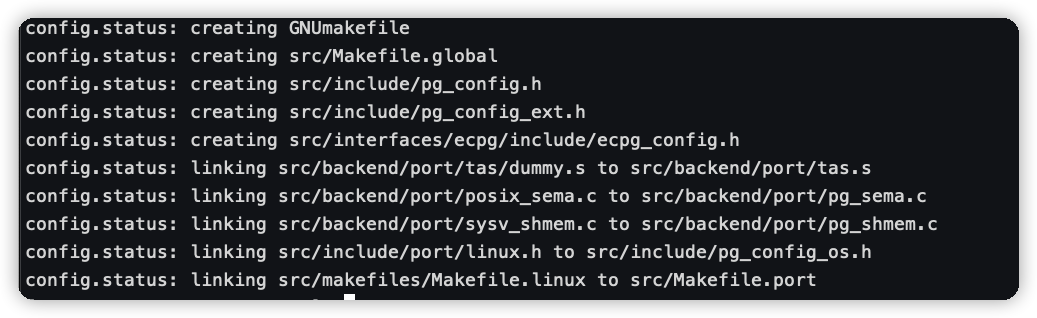 config.status: creating GNUmakefile
config.status: creating src/Makefile.global
config.status: creating src/include/pg_config.h
config.status: creating src/include/pg_config_ext.h
config.status: creating src/interfaces/ecpg/include/ecpg_config.h
config.status: linking src/backend/port/tas/dummy.s to src/backend/port/tas.s
config.status: linking src/backend/port/posix_sema.c to src/backend/port/pg_sema.c
config.status: linking src/backend/port/sysv_shmem.c to src/backend/port/pg_shmem.c
config.status: linking src/include/port/linux.h to src/include/pg_config_os.h
config.status: linking src/makefiles/Makefile.linux to src/Makefile.port